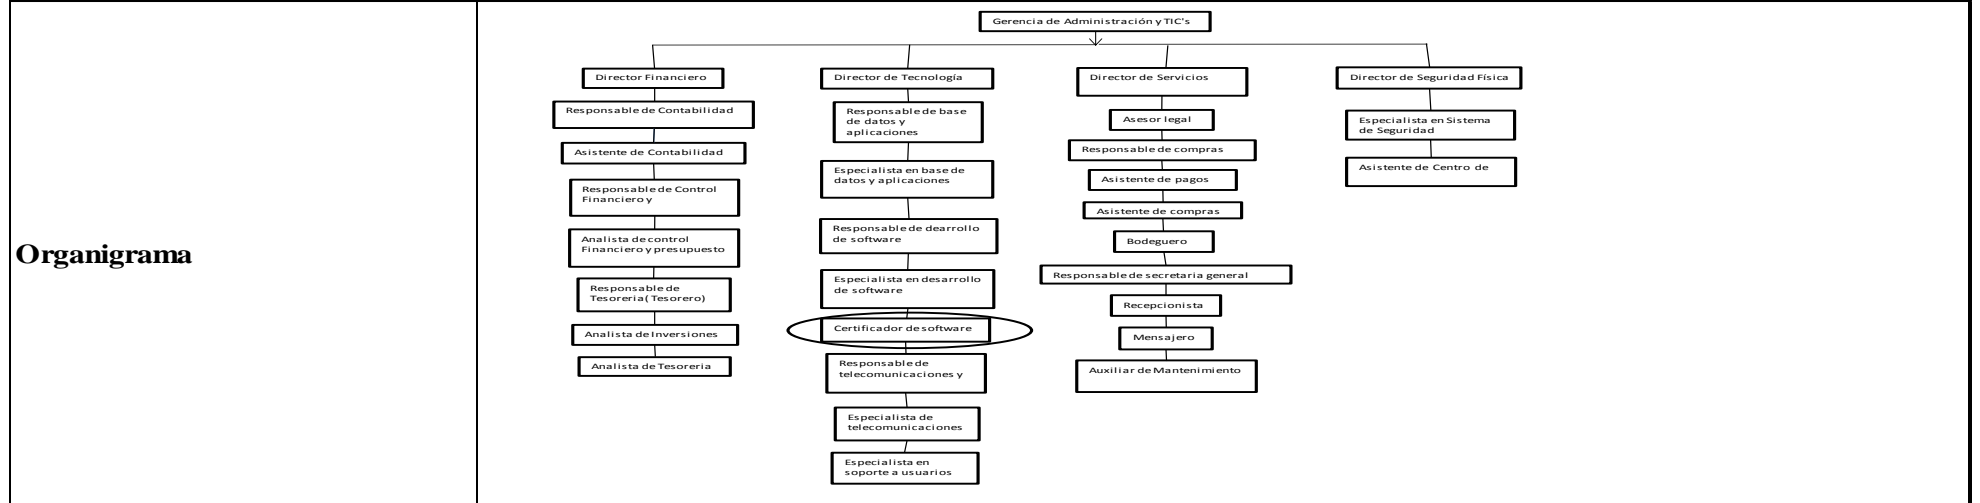 Organigrama
Gerencia de Administración y TIC's
Director Financiero
Responsable de Contabilidad
Asistente de Contabilidad
Responsable de Control
Financiero y
Analista de control
Financiero y presupuesto
Responsable de
Tesoreria( Tesorero)
Analista de Inversiones
Analista de Tesoreria
Director de Tecnología
Responsable de base
de datos y
aplicaciones
Especialista en base de
datos y aplicaciones
Responsable de dearrollo
de software
Especialista en desarrollo
de software
Certificador de software
Responsable de
telecomunicaciones y
Especialista de
telecomunicaciones
Especialista en
soporte a usuarios
Director de Servicios
Asesor legal
Responsable de compras
Asistente de pagos
Asistente de compras
Bodeguero
Responsable de secretaria general
Recepcionista
Mensajero
Auxiliar de Mantenimiento
Director de Seguridad Física
Especialista en Sistema
de Seguridad
Asistente de Centro de